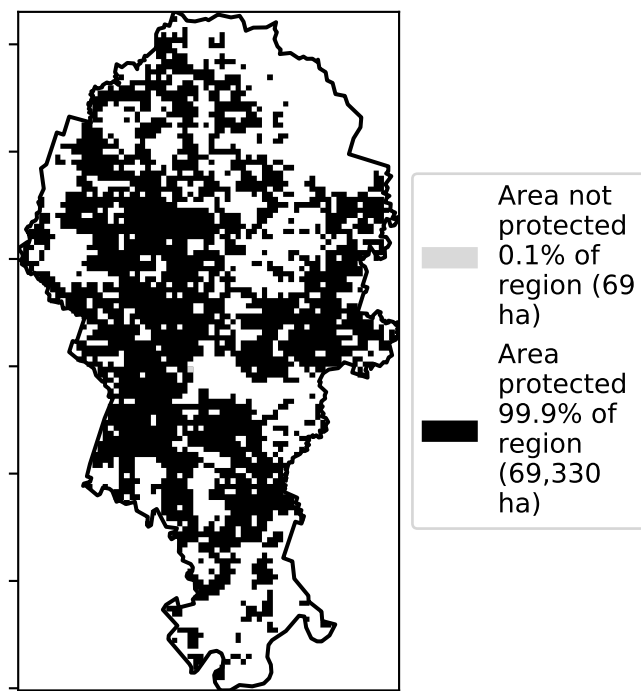 Area not
protected
0.1% of
region (69
ha)
Area
protected
99.9% of
region
(69,330
ha)